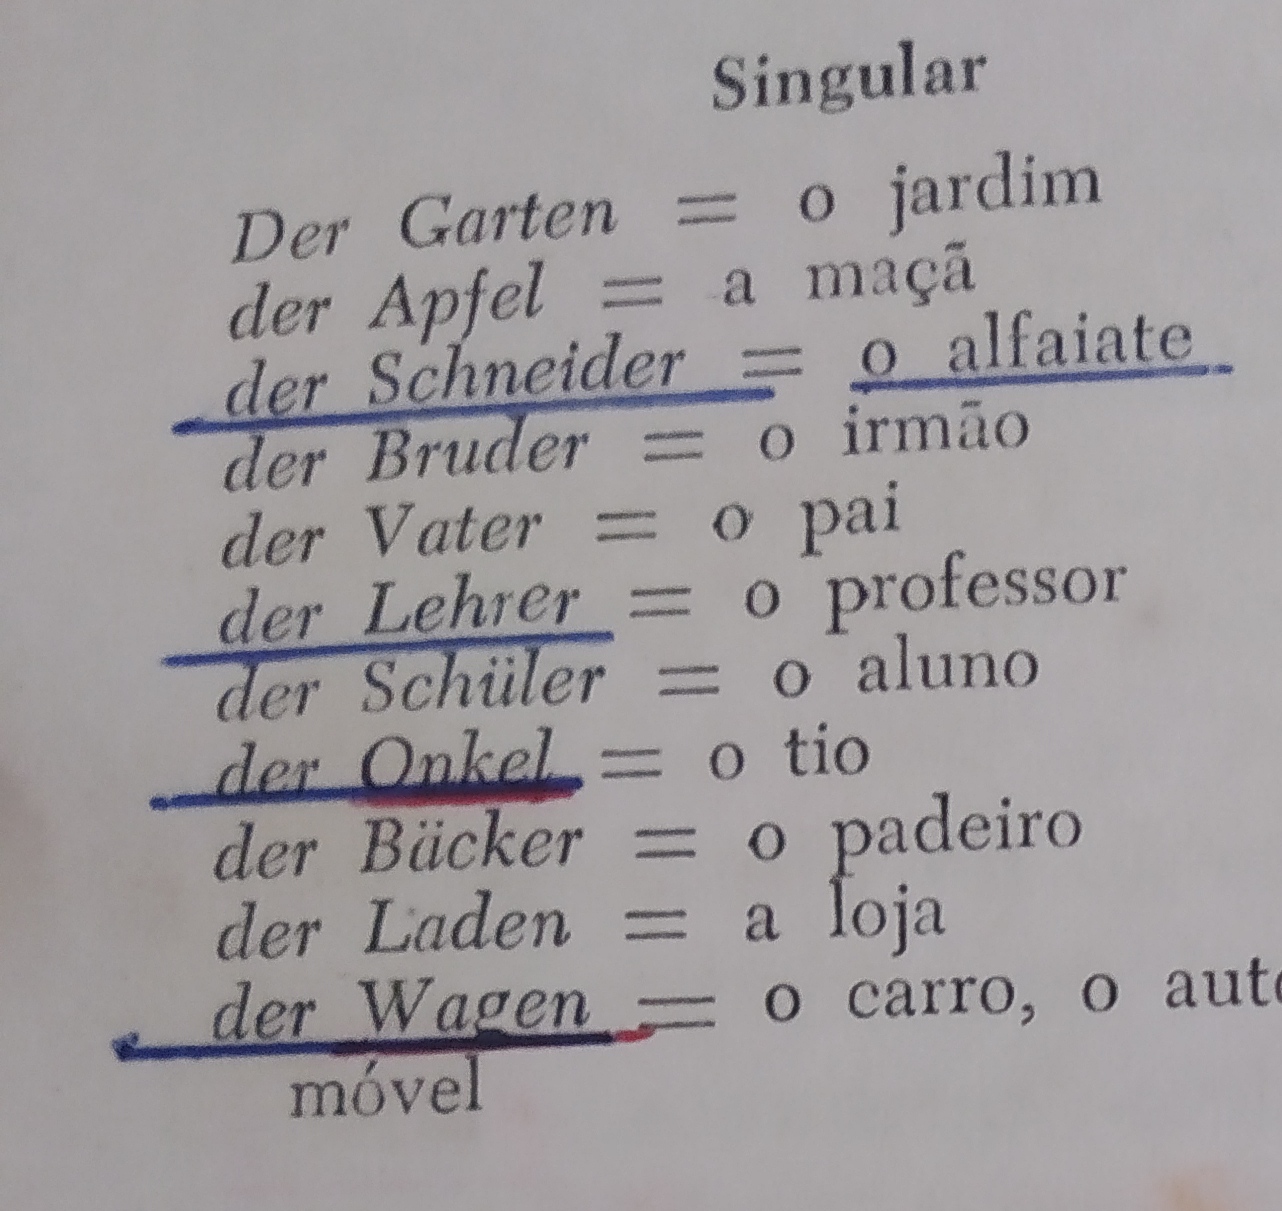 Singular
Der Garten = o jardim
der Apfel = a maçã
der Schneider = o alfaiate
der Bruder = o irmão
der Vater = o pai
der Lehrer = o professor
der Schüler = o aluno
der Onkel = o tio
der Bäcker = o padeiro
der Laden = a loja
der Wagen = o carro, o auto
móvel